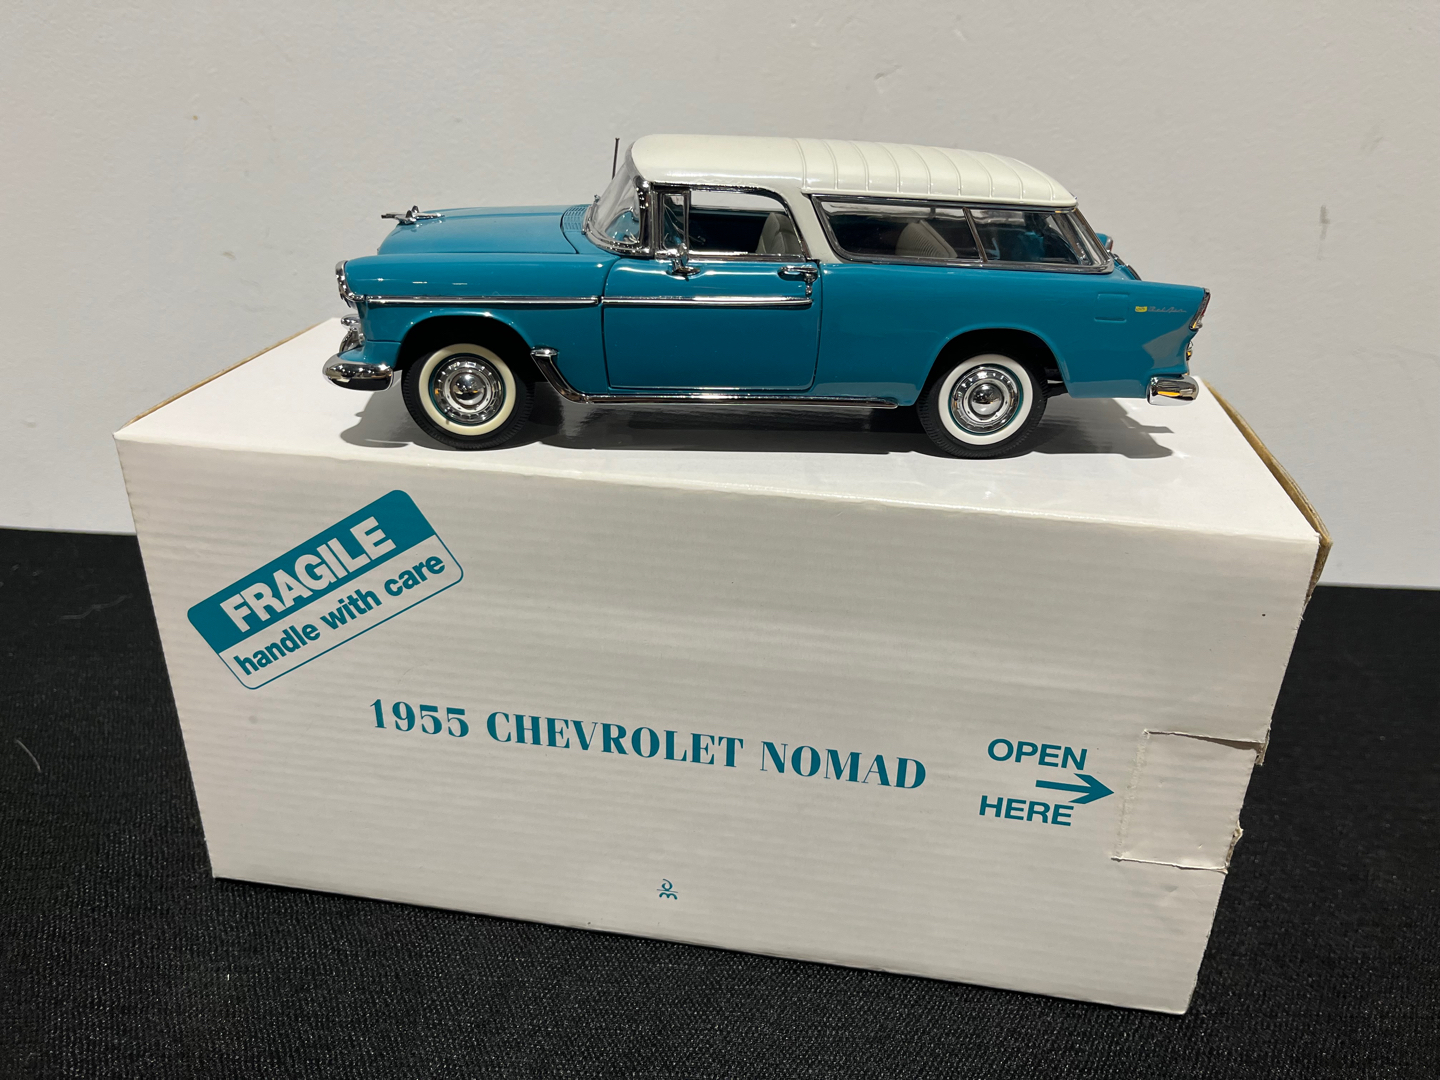 FRAGILE
handle with care
1955 CHEVROLET NOMAD
OPEN
HERE